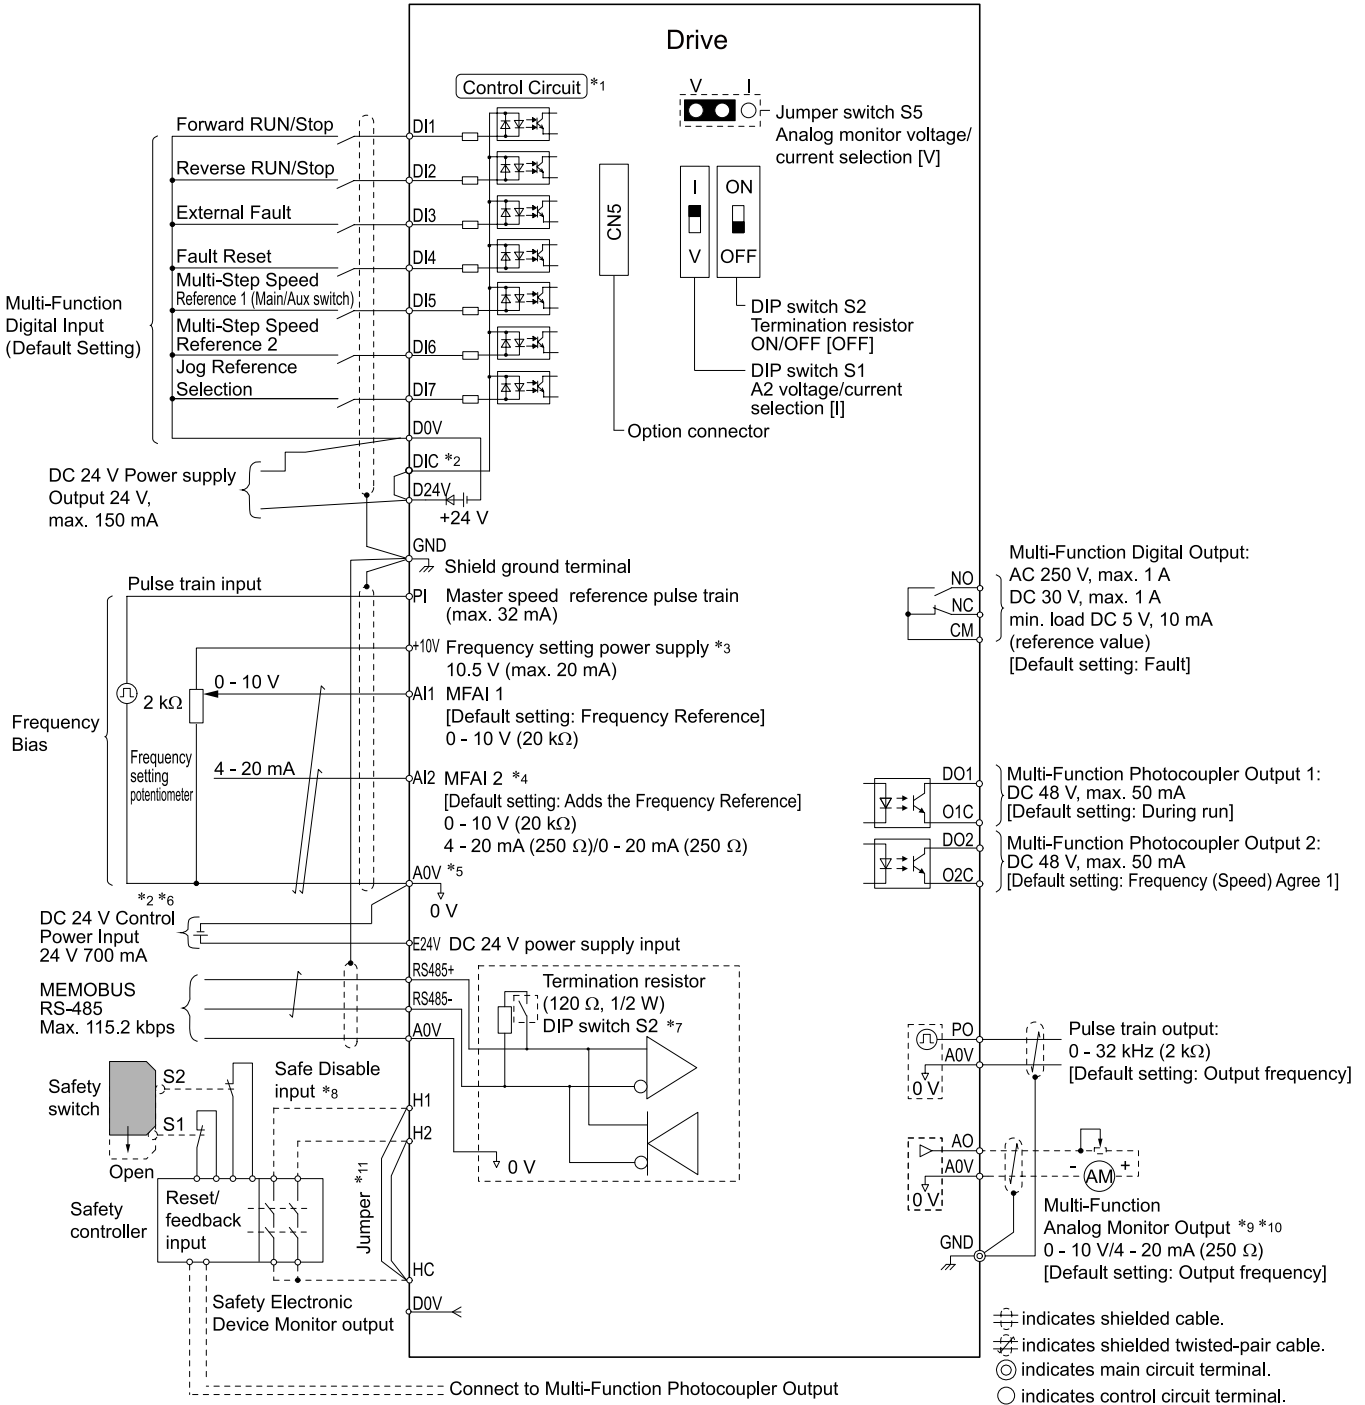 Drive
Control Circuit *1
V I
Jumper switch S5
Analog monitor voltage/
current selection [V]
CN5
I
V
ON
OFF
DIP switch S2
Termination resistor
ON/OFF [OFF]
DIP switch S1
A2 voltage/current
selection [I]
Option connector
Multi-Function
Digital Input
(Default Setting)
Forward RUN/Stop
DI1
Reverse RUN/Stop
DI2
External Fault
DI3
Fault Reset
DI4
Multi-Step Speed
Reference 1 (Main/Aux switch)
DI5
Multi-Step Speed
Reference 2
DI6
Jog Reference
Selection
DI7
D0V
DIC *2
D24V
+24 V
DC 24 V Power supply
Output 24 V,
max. 150 mA
GND
Shield ground terminal
Pulse train input
PI
Master speed reference pulse train
(max. 32 mA)
+10V
Frequency setting power supply *3
10.5 V (max. 20 mA)
0 - 10 V
2 kΩ
AI1
MFAI 1
[Default setting: Frequency Reference]
0 - 10 V (20 kΩ)
Frequency
Bias
Frequency
setting
potentiometer
4 - 20 mA
AI2
MFAI 2 *4
[Default setting: Adds the Frequency Reference]
0 - 10 V (20 kΩ)
4 - 20 mA (250 Ω)/0 - 20 mA (250 Ω)
A0V *5
0 V
*2 *6
DC 24 V Control
Power Input
24 V 700 mA
E24V
DC 24 V power supply input
MEMOBUS
RS-485
Max. 115.2 kbps
RS485+
RS485-
A0V
Termination resistor
(120 Ω, 1/2 W)
DIP switch S2 *7
0 V
Safety
switch
S2
S1
Open
Safe Disable
input *8
H1
H2
Jumper *11
Safety
controller
Reset/
feedback
input
HC
D0V
Safety Electronic
Device Monitor output
Connect to Multi-Function Photocoupler Output
NO
NC
CM
Multi-Function Digital Output:
AC 250 V, max. 1 A
DC 30 V, max. 1 A
min. load DC 5 V, 10 mA
(reference value)
[Default setting: Fault]
DO1
O1C
Multi-Function Photocoupler Output 1:
DC 48 V, max. 50 mA
[Default setting: During run]
DO2
O2C
Multi-Function Photocoupler Output 2:
DC 48 V, max. 50 mA
[Default setting: Frequency (Speed) Agree 1]
PO
A0V
0 V
Pulse train output:
0 - 32 kHz (2 kΩ)
[Default setting: Output frequency]
AO
A0V
0 V
- +
AM
GND
Multi-Function
Analog Monitor Output *9 *10
0 - 10 V/4 - 20 mA (250 Ω)
[Default setting: Output frequency]
indicates shielded cable.
indicates shielded twisted-pair cable.
indicates main circuit terminal.
indicates control circuit terminal.